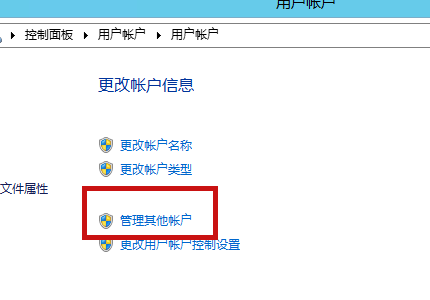 用户帐户
控制面板 ▶ 用户帐户 ▶ 用户帐户
更改帐户信息
更改帐户名称
更改帐户类型
文件属性
管理其他帐户
更改用户帐户控制设置